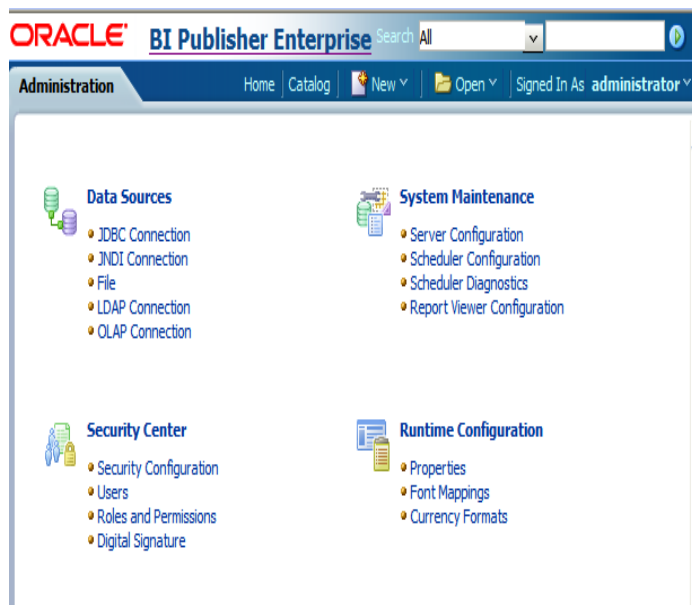 ORACLE BI Publisher Enterprise Search All
Administration Home Catalog New Open Signed In As administrator
Data Sources
JDBC Connection
JNDI Connection
File
LDAP Connection
OLAP Connection
System Maintenance
Server Configuration
Scheduler Configuration
Scheduler Diagnostics
Report Viewer Configuration
Security Center
Security Configuration
Users
Roles and Permissions
Digital Signature
Runtime Configuration
Properties
Font Mappings
Currency Formats